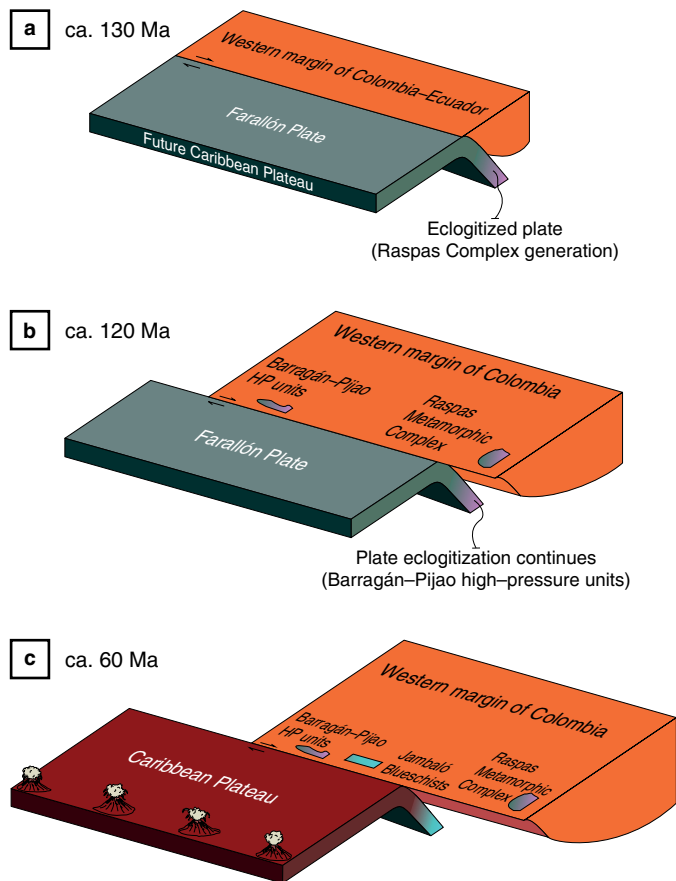 a ca. 130 Ma
Western margin of Colombia–Ecuador
Farallón Plate
Future Caribbean Plateau
Eclogitized plate
(Raspas Complex generation)
b ca. 120 Ma
Western margin of Colombia
Barragán–Pijao
HP units
Raspas
Metamorphic
Complex
Farallón Plate
Plate eclogitization continues
(Barragán–Pijao high–pressure units)
c ca. 60 Ma
Western margin of Colombia
Barragán–Pijao
HP units
Jambaló
Blueschists
Raspas
Metamorphic
Complex
Caribbean Plateau